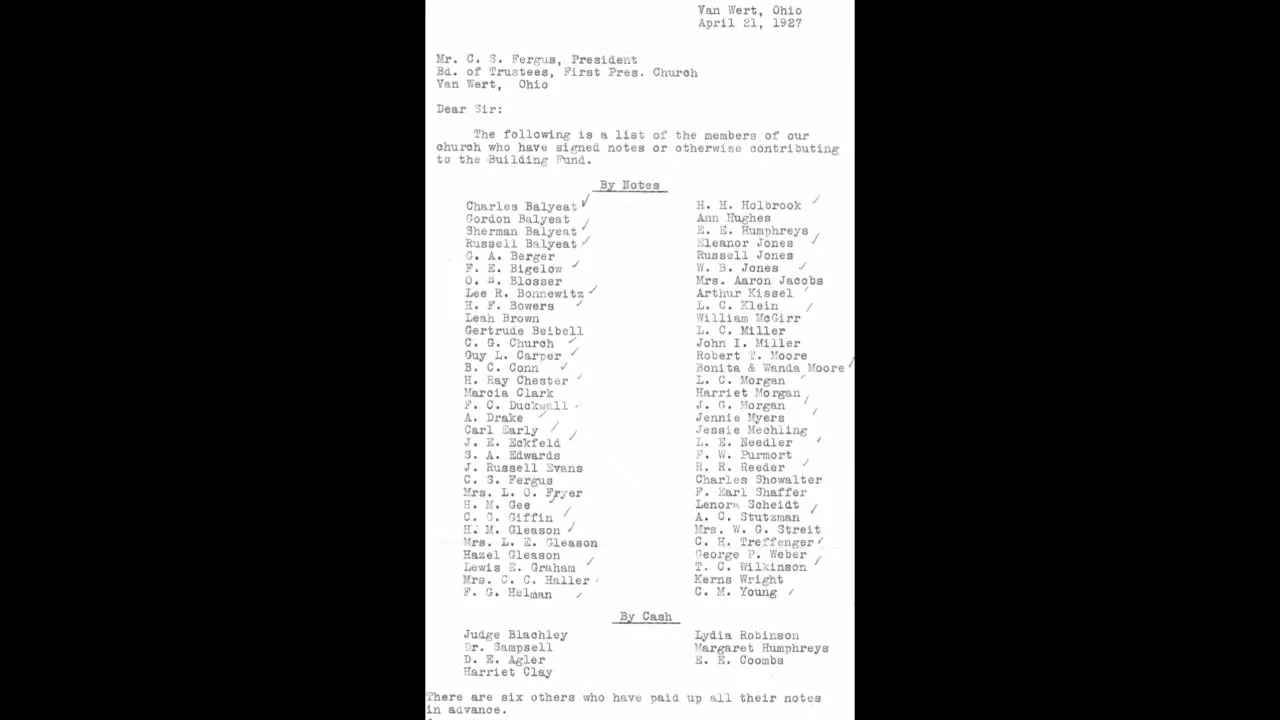 Van Wert, Ohio
April 21, 1927
Mr. C. S. Fergus, President
Bd. of Trustees, First Pres. Church
Van Wert, Ohio
Dear Sir:
The following is a list of the members of our
church who have signed notes or otherwise contributing
to the Building Fund.
By Notes
Charles Balyeat
Gordon Balyeat
Sherman Balyeat
Russell Balyeat
G. A. Berger
F. E. Bigelow
O. B. Blosser
Lee R. Bonnewitz
H. F. Bowers
Leah Brown
Gertrude Beibell
C. G. Church
Guy L. Carper
B. C. Conn
H. Ray Chester
Marcia Clark
F. C. Duckwall
A. Drake
Carl Early
J. E. Eckfeld
S. A. Edwards
J. Russell Evans
C. S. Fergus
Mrs. L. O. Fryer
H. M. Gee
C. G. Giffin
H. M. Gleason
Mrs. L. E. Gleason
Hazel Gleason
Lewis E. Graham
Mrs. C. C. Haller
F. G. Helman
H. H. Holbrook
Ann Hughes
E. E. Humphreys
Eleanor Jones
Russell Jones
W. B. Jones
Mrs. Aaron Jacobs
Arthur Kissel
L. C. Klein
William McGirr
L. C. Miller
John I. Miller
Robert T. Moore
Bonita & Wanda Moore
L. C. Morgan
Harriet Morgan
J. G. Morgan
Jennie Myers
Jessie Mechling
L. E. Needler
F. W. Purmort
R. R. Reeder
Charles Showalter
F. Earl Shaffer
Lenora Scheidt
A. C. Stutzman
Mrs. W. G. Streit
C. H. Treffenger
George P. Weber
T. C. Wilkinson
Kerns Wright
C. M. Young
By Cash
Judge Blachley
Dr. Sampsell
D. E. Agler
Harriet Clay
Lydia Robinson
Margaret Humphreys
E. E. Coombs
There are six others who have paid up all their notes
in advance.